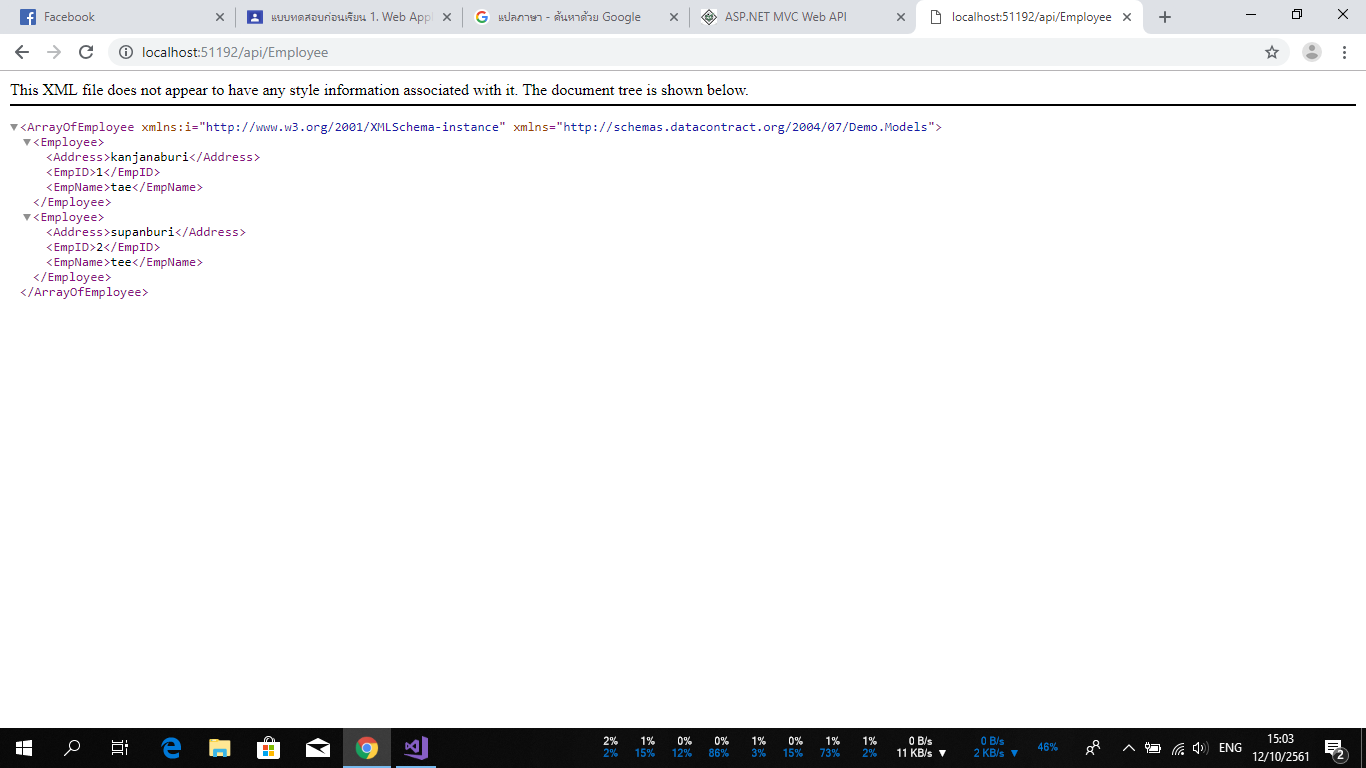 Facebook
แบบทดสอบก่อนเรียน 1. Web Appl
แปลภาษา - ค้นหาด้วย Google
ASP.NET MVC Web API
localhost:51192/api/Employee
localhost:51192/api/Employee
This XML file does not appear to have any style information associated with it. The document tree is shown below.
<ArrayOfEmployee xmlns:i="http://www.w3.org/2001/XMLSchema-instance" xmlns="http://schemas.datacontract.org/2004/07/Demo.Models">
<Employee>
<Address>kanjanaburi</Address>
<EmpID>1</EmpID>
<EmpName>tae</EmpName>
</Employee>
<Employee>
<Address>supanburi</Address>
<EmpID>2</EmpID>
<EmpName>tee</EmpName>
</Employee>
</ArrayOfEmployee>
2% 1% 0% 0% 1% 0% 1% 1% 0 B/s 0 B/s
2% 15% 12% 86% 3% 15% 73% 2% 11 KB/s 2 KB/s
46%
ENG
15:03
12/10/2561
2